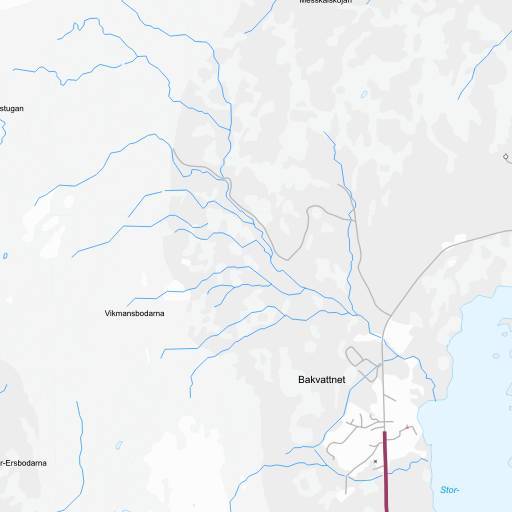 Messkalskojan
stugan
Vikmansbodarna
Bakvattnet
r-Ersbodarna
Stor-